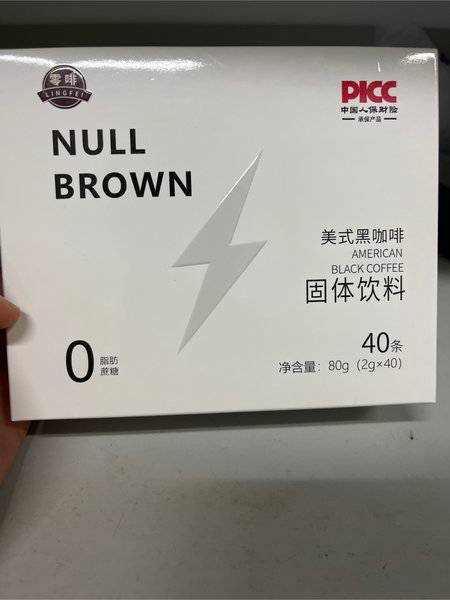 零啡
LINGFEI
PICC
中国人保财险
承保产品
NULL
BROWN
美式黑咖啡
AMERICAN
BLACK COFFEE
固体饮料
0 脂肪
蔗糖
40条
净含量：80g（2g×40）